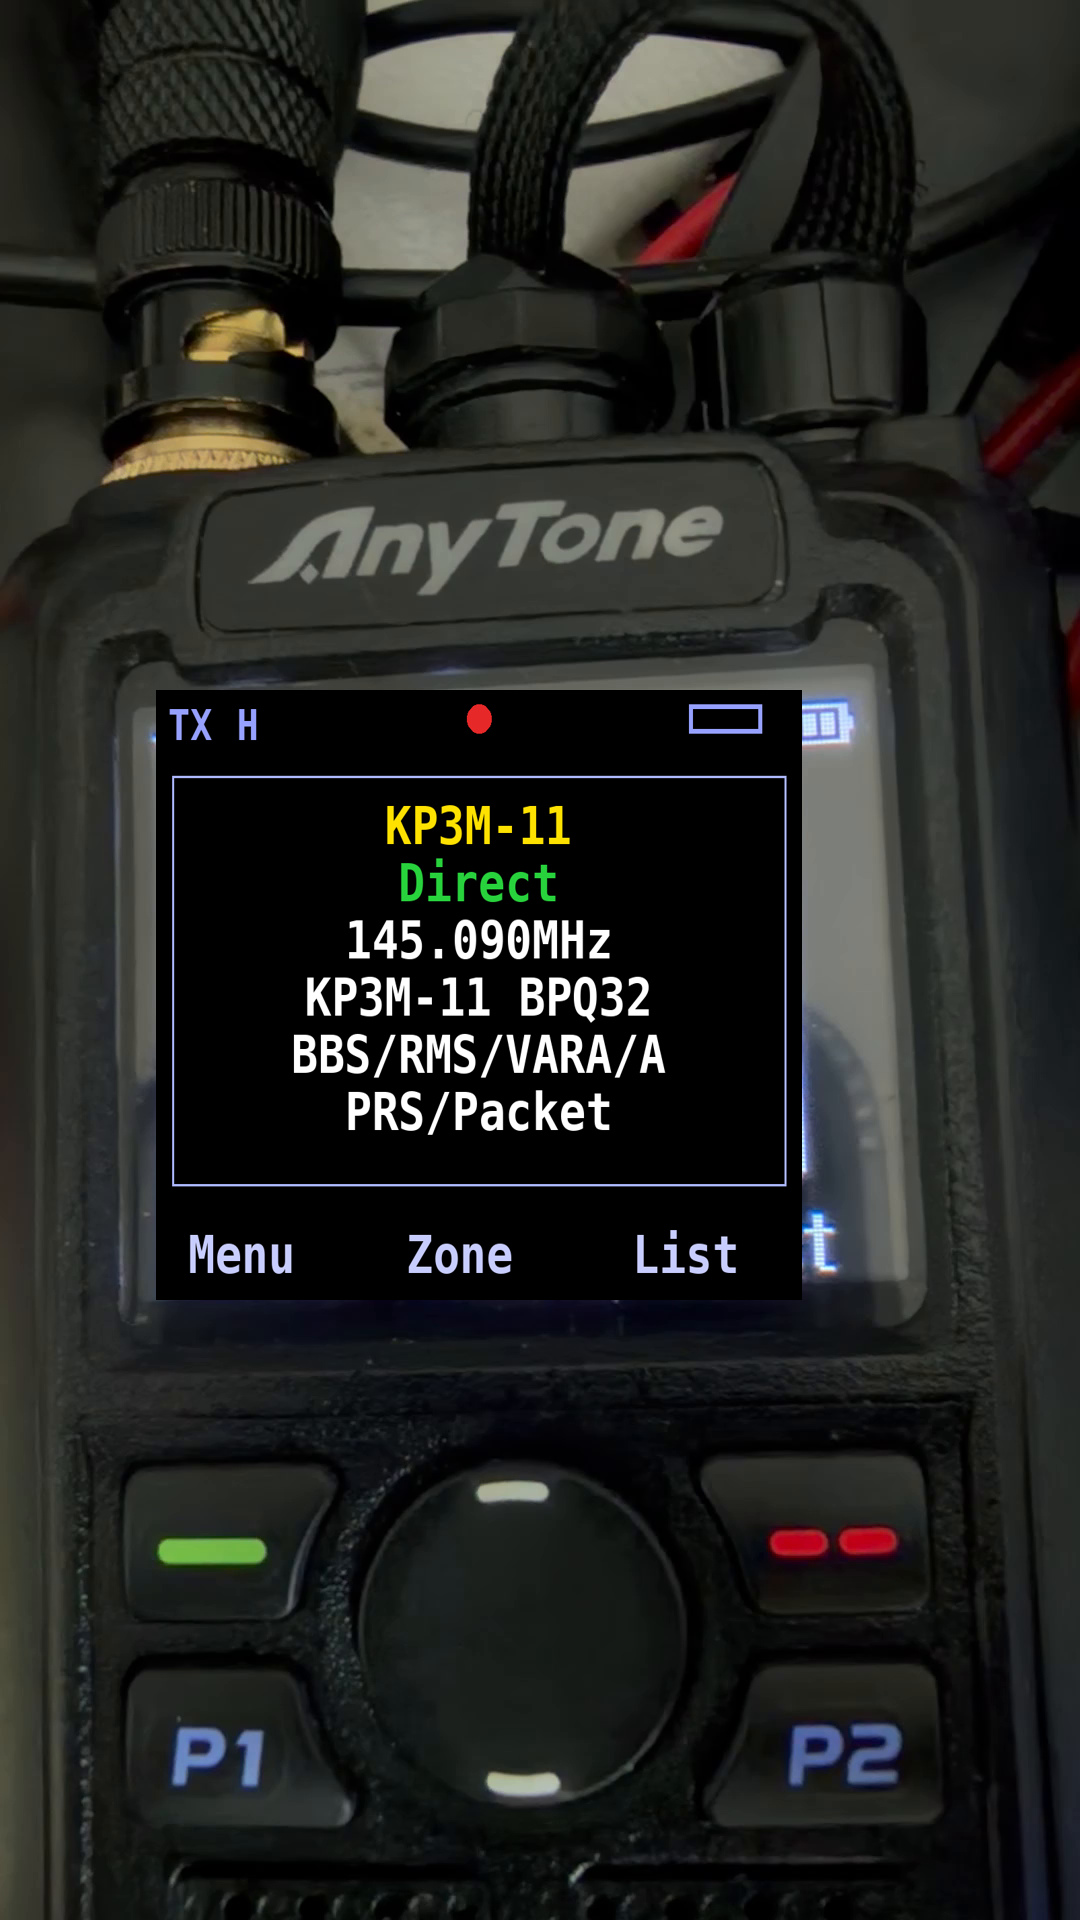 AnyTone
TX H
KP3M-11
Direct
145.090MHz
KP3M-11 BPQ32
BBS/RMS/VARA/A
PRS/Packet
Menu Zone List
t
P1 P2